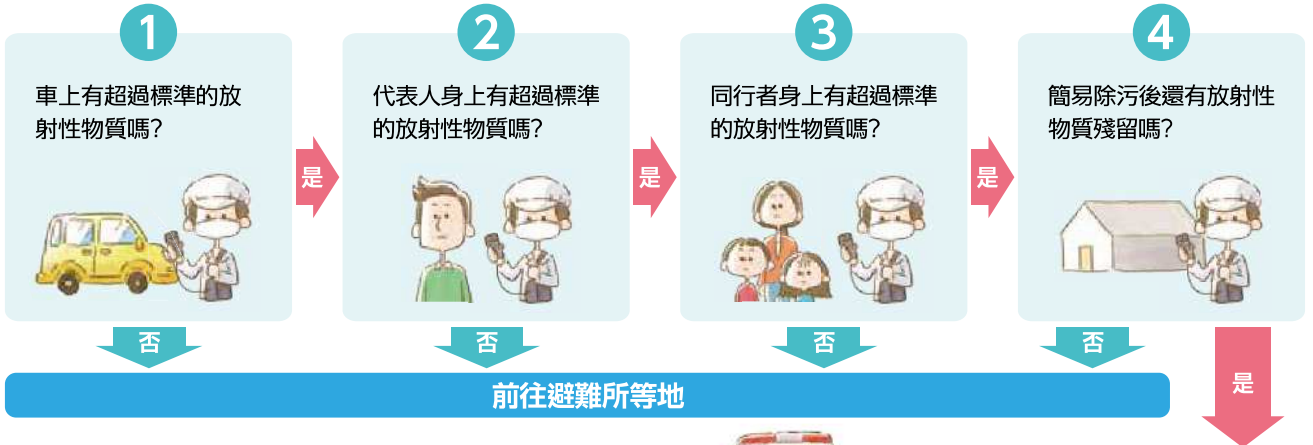 1
車上有超過標準的放
射性物質嗎?
是
否
2
代表人身上有超過標準
的放射性物質嗎?
是
否
3
同行者身上有超過標準
的放射性物質嗎?
是
否
4
簡易除污後還有放射性
物質殘留嗎?
否
是
前往避難所等地